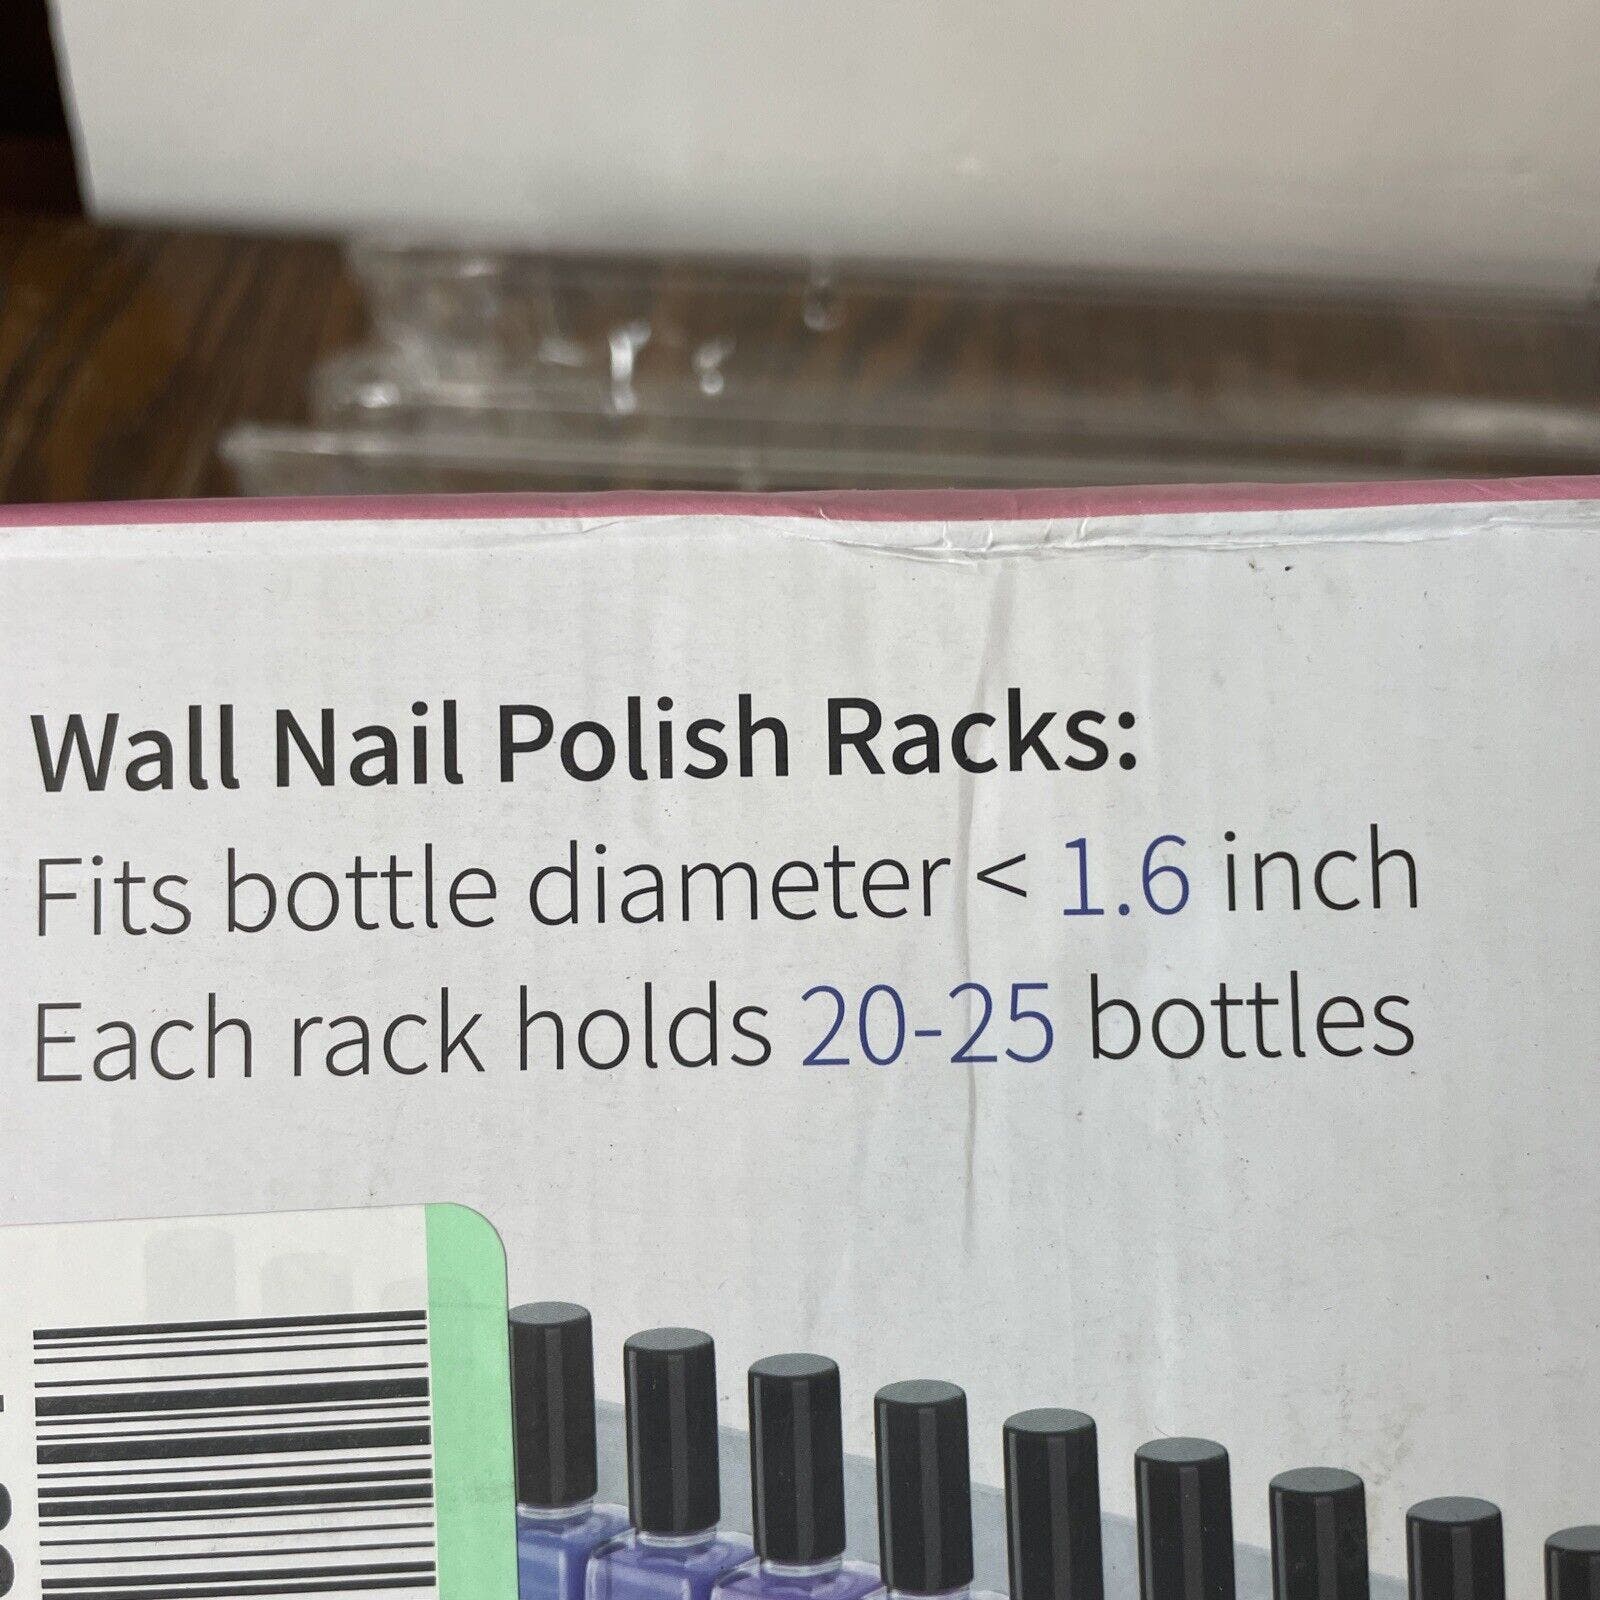 Wall Nail Polish Racks:
Fits bottle diameter < 1.6 inch
Each rack holds 20-25 bottles